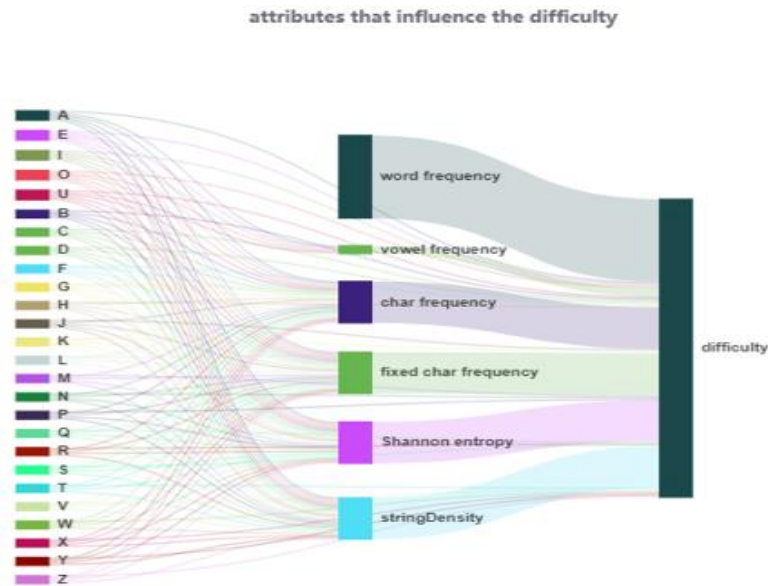 attributes that influence the difficulty
A
E
I
O
U
B
C
D
F
G
H
J
K
L
M
N
P
Q
R
S
T
V
W
X
Y
Z
word frequency
vowel frequency
char frequency
fixed char frequency
Shannon entropy
stringDensity
difficulty